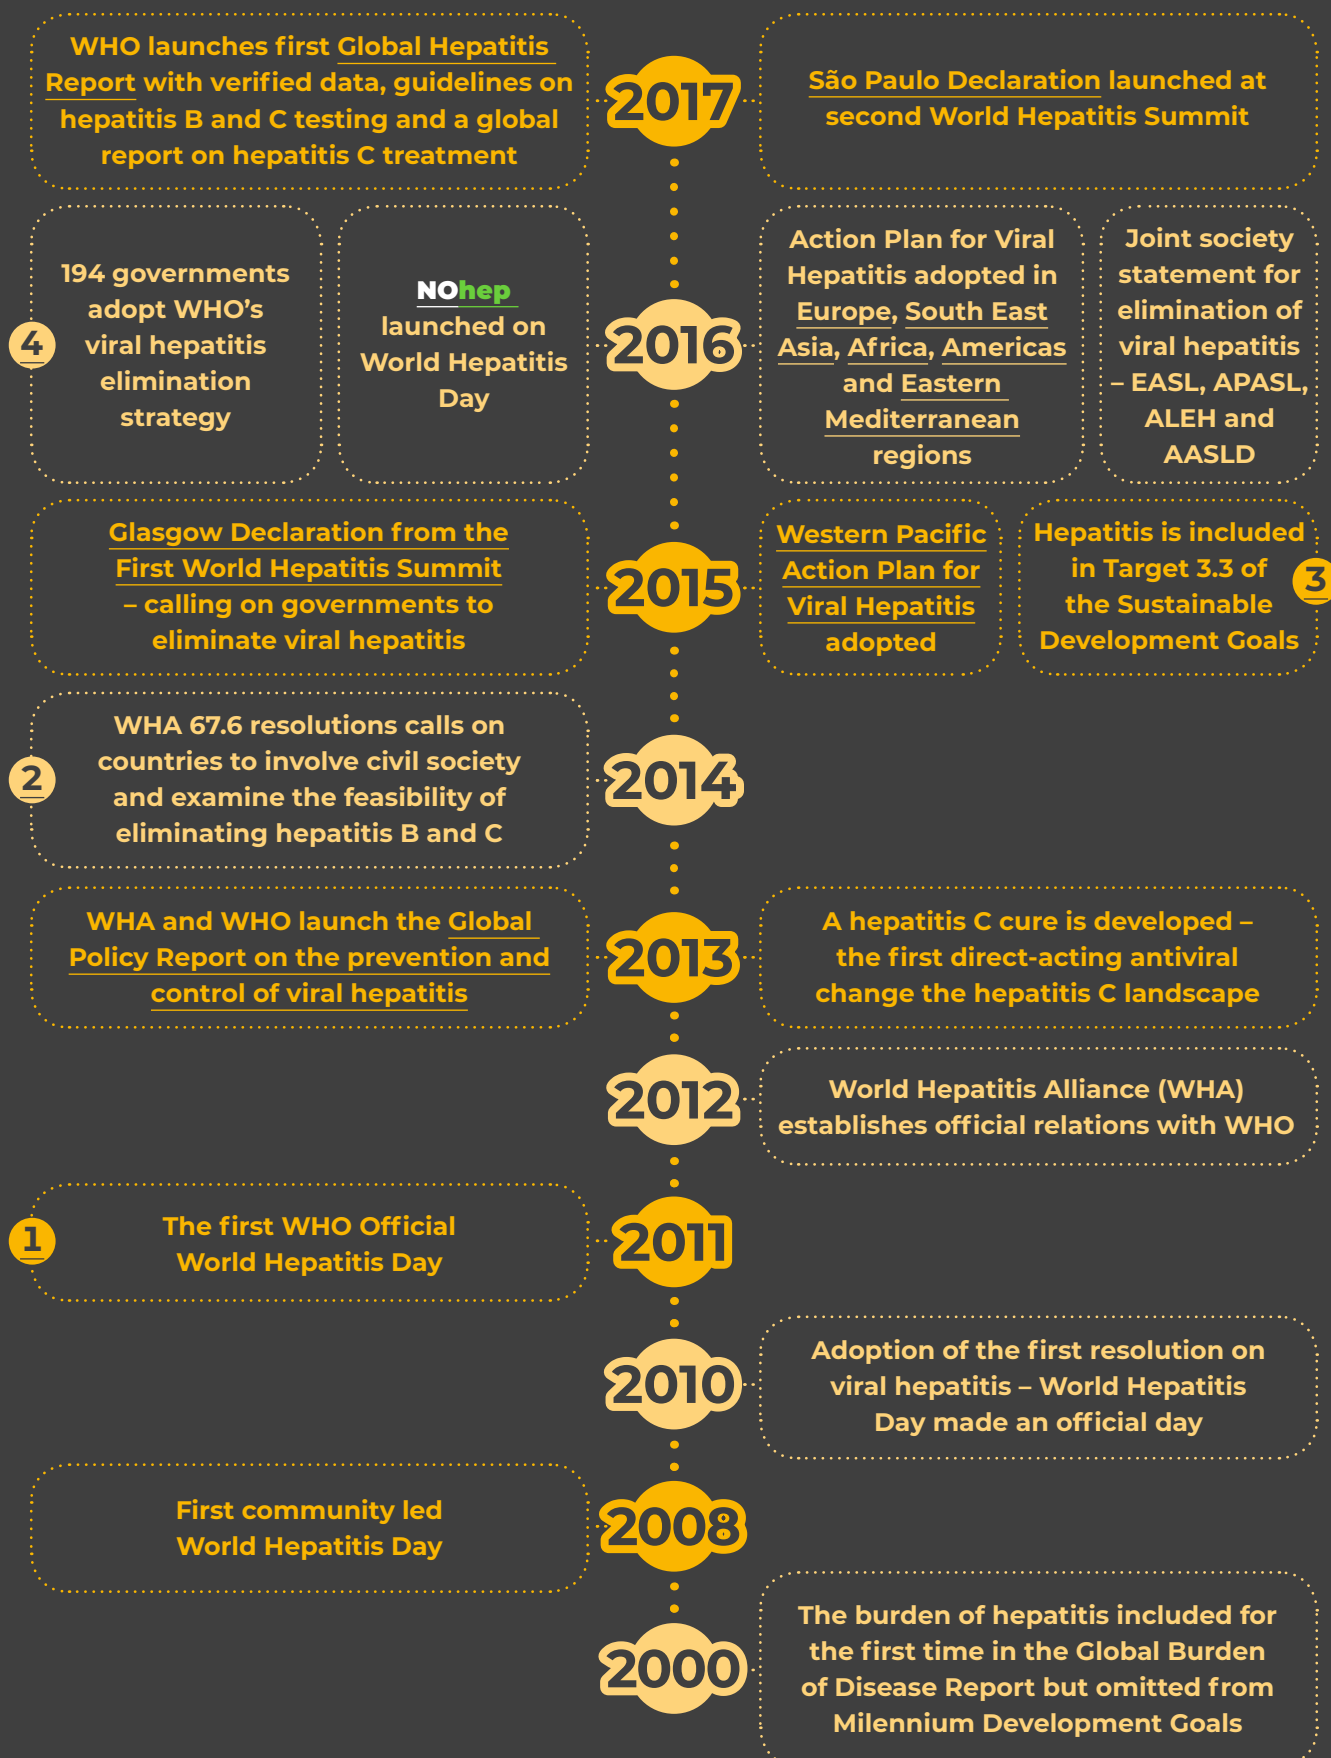 WHO launches first Global Hepatitis
Report with verified data, guidelines on
hepatitis B and C testing and a global
report on hepatitis C treatment
2017
São Paulo Declaration launched at
second World Hepatitis Summit
4
194 governments
adopt WHO’s
viral hepatitis
elimination
strategy
NOhep
launched on
World Hepatitis
Day
2016
Action Plan for Viral
Hepatitis adopted in
Europe, South East
Asia, Africa, Americas
and Eastern
Mediterranean
regions
Joint society
statement for
elimination of
viral hepatitis
– EASL, APASL,
ALEH and
AASLD
Glasgow Declaration from the
First World Hepatitis Summit
– calling on governments to
eliminate viral hepatitis
2015
Western Pacific
Action Plan for
Viral Hepatitis
adopted
Hepatitis is included
in Target 3.3 of
the Sustainable
Development Goals
3
2
WHA 67.6 resolutions calls on
countries to involve civil society
and examine the feasibility of
eliminating hepatitis B and C
2014
WHA and WHO launch the Global
Policy Report on the prevention and
control of viral hepatitis
2013
A hepatitis C cure is developed –
the first direct-acting antiviral
change the hepatitis C landscape
2012
World Hepatitis Alliance (WHA)
establishes official relations with WHO
1
The first WHO Official
World Hepatitis Day
2011
2010
Adoption of the first resolution on
viral hepatitis – World Hepatitis
Day made an official day
First community led
World Hepatitis Day
2008
2000
The burden of hepatitis included for
the first time in the Global Burden
of Disease Report but omitted from
Milennium Development Goals